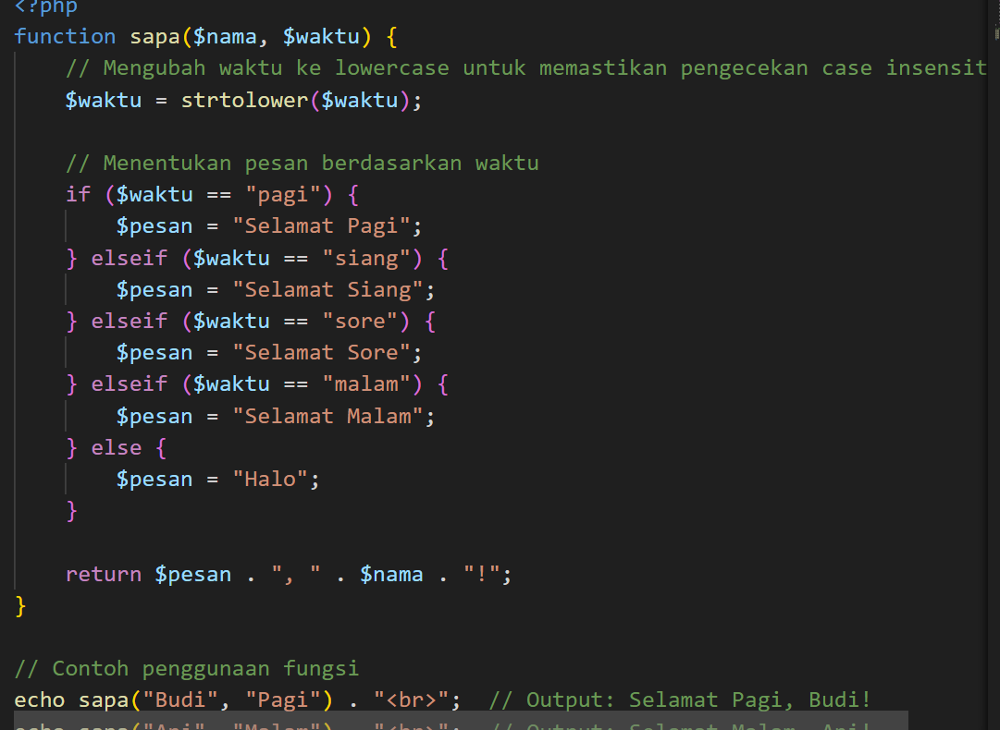 <?php
function sapa($nama, $waktu) {
    // Mengubah waktu ke lowercase untuk memastikan pengecekan case insensit
    $waktu = strtolower($waktu);

    // Menentukan pesan berdasarkan waktu
    if ($waktu == "pagi") {
        $pesan = "Selamat Pagi";
    } elseif ($waktu == "siang") {
        $pesan = "Selamat Siang";
    } elseif ($waktu == "sore") {
        $pesan = "Selamat Sore";
    } elseif ($waktu == "malam") {
        $pesan = "Selamat Malam";
    } else {
        $pesan = "Halo";
    }

    return $pesan . ", " . $nama . "!";
}

// Contoh penggunaan fungsi
echo sapa("Budi", "Pagi") . "<br>";  // Output: Selamat Pagi, Budi!
echo sapa("Ani", "Malam") . "<br>";  // Output: Selamat Malam, Ani!